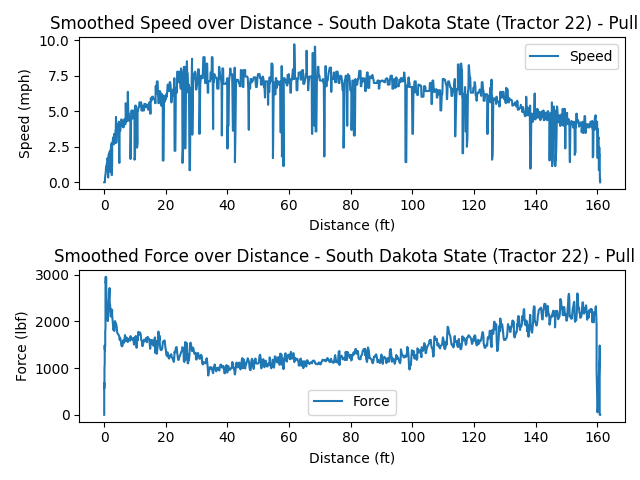 Smoothed Speed over Distance - South Dakota State (Tractor 22) - Pull
10.0
7.5
5.0
2.5
0.0
Speed (mph)
Speed
0 20 40 60 80 100 120 140 160
Distance (ft)
Smoothed Force over Distance - South Dakota State (Tractor 22) - Pull
3000
2000
1000
0
Force (lbf)
Force
0 20 40 60 80 100 120 140 160
Distance (ft)